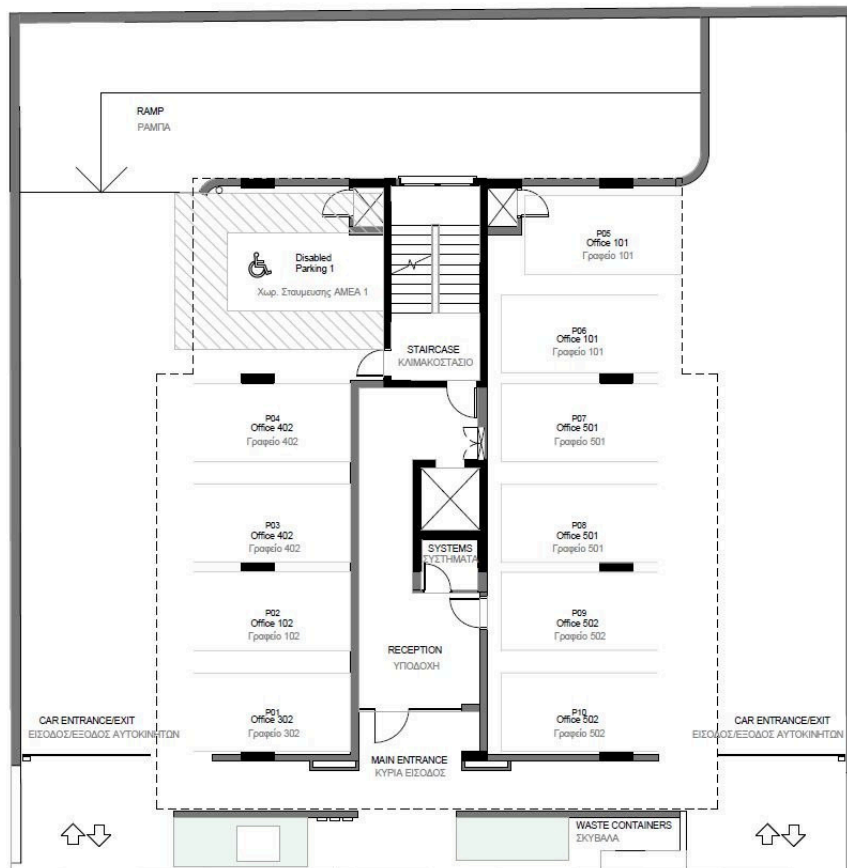 RAMP
ΡΑΜΠΑ
Disabled
Parking 1
Χωρ. Σταυμευσης ΑΜΕΑ 1
P05
Office 101
Γραφείο 101
P06
Office 101
Γραφείο 101
STAIRCASE
ΚΛΙΜΑΚΟΣΤΑΣΙΟ
P04
Office 402
Γραφείο 402
P07
Office 501
Γραφείο 501
P03
Office 402
Γραφείο 402
P08
Office 501
Γραφείο 501
SYSTEMS
ΣΥΣΤΗΜΑΤΑ
P02
Office 102
Γραφείο 102
P09
Office 502
Γραφείο 502
RECEPTION
ΥΠΟΔΟΧΗ
P01
Office 302
Γραφείο 302
P10
Office 502
Γραφείο 502
CAR ENTRANCE/EXIT
ΕΙΣΟΔΟΣ/ΕΞΟΔΟΣ ΑΥΤΟΚΙΝΗΤΩΝ
CAR ENTRANCE/EXIT
ΕΙΣΟΔΟΣ/ΕΞΟΔΟΣ ΑΥΤΟΚΙΝΗΤΩΝ
MAIN ENTRANCE
ΚΥΡΙΑ ΕΙΣΟΔΟΣ
WASTE CONTAINERS
ΣΚΥΒΑΛΑ